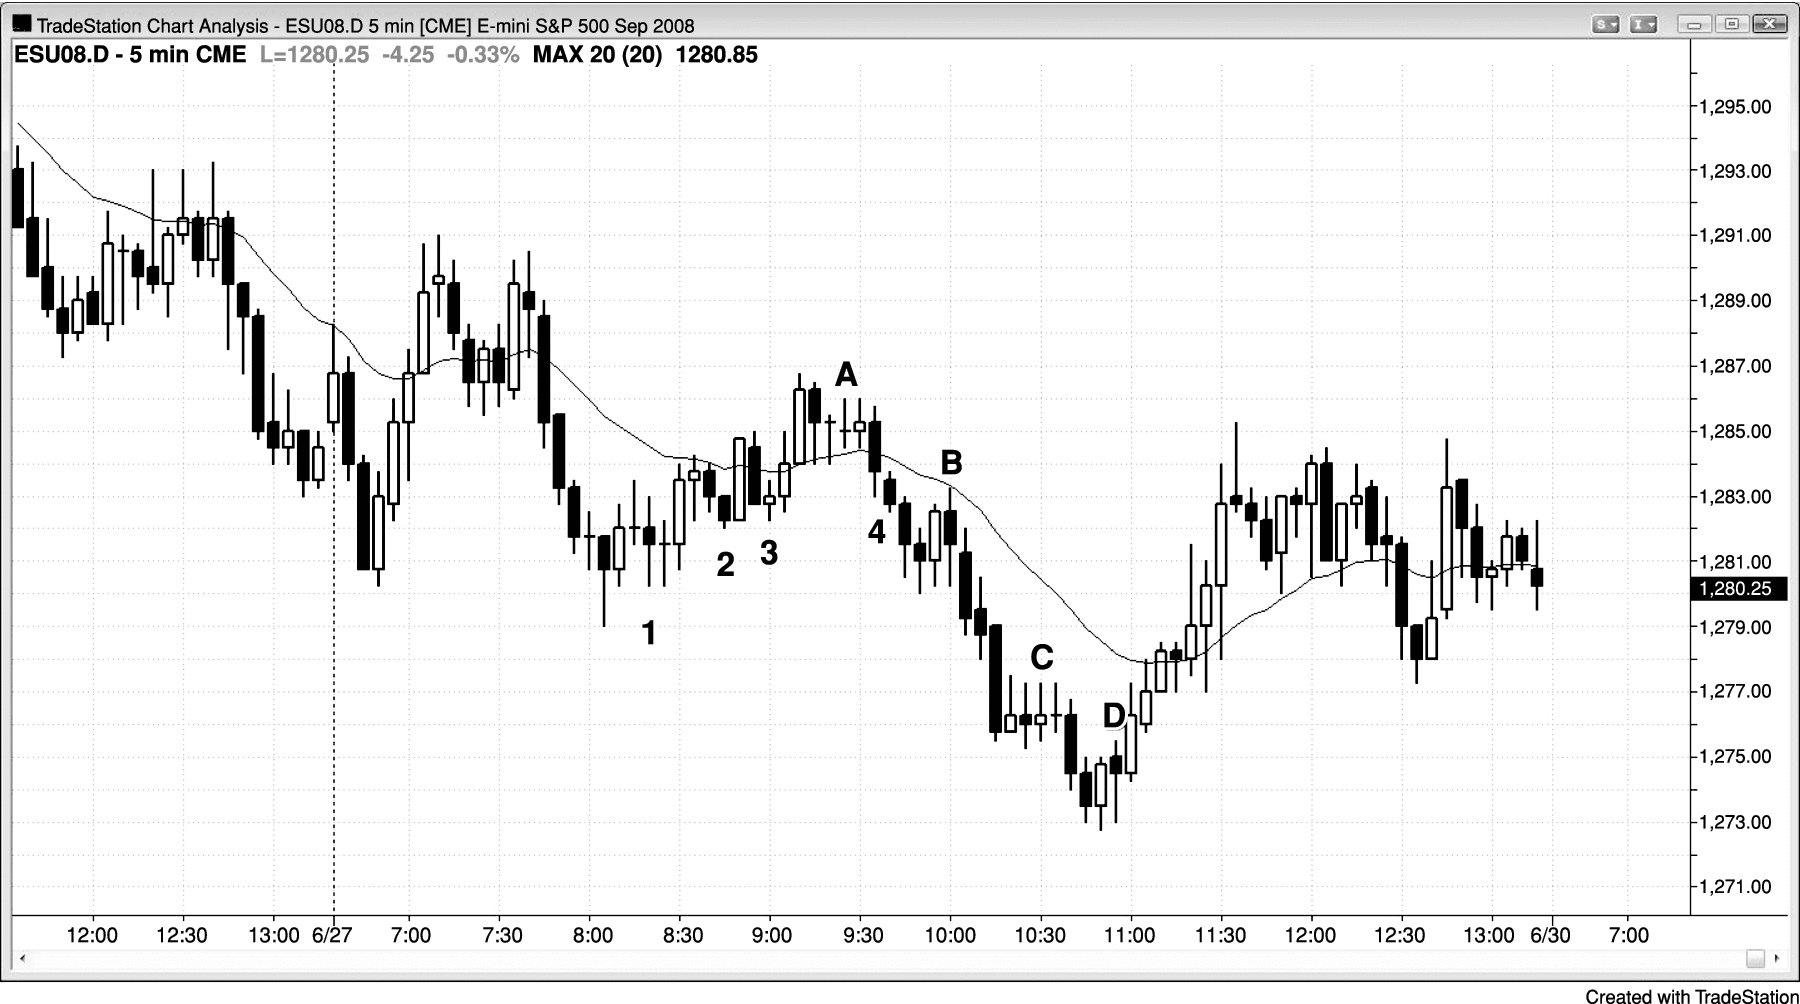 TradeStation Chart Analysis - ESU08.D 5 min [CME] E-mini S&P 500 Sep 2008
S I
ESU08.D - 5 min CME L=1280.25 -4.25 -0.33% MAX 20 (20) 1280.85
1,295.00
1,293.00
1,291.00
1,289.00
1,287.00
A
1,285.00
B
1,283.00
4
3
2
1,281.00
1,280.25
1
1,279.00
C
1,277.00
D
1,275.00
1,273.00
1,271.00
12:00 12:30 13:00 6/27 7:00 7:30 8:00 8:30 9:00 9:30 10:00 10:30 11:00 11:30 12:00 12:30 13:00 6/30 7:00
Created with TradeStation